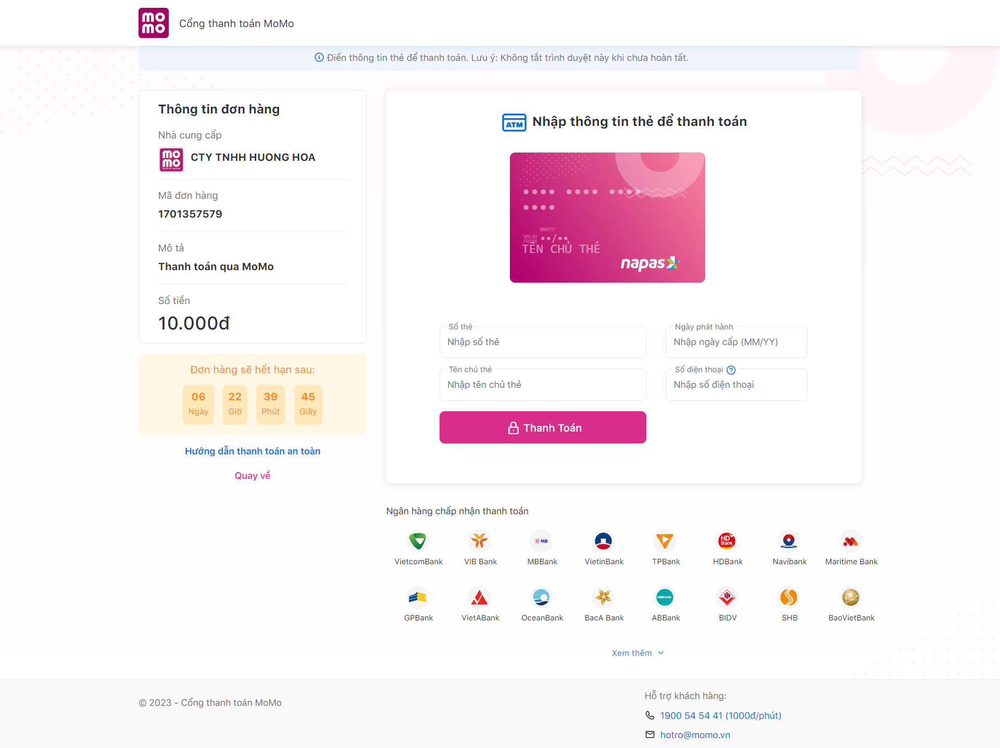 momo
Cổng thanh toán MoMo
Điền thông tin thẻ để thanh toán. Lưu ý: Không tắt trình duyệt này khi chưa hoàn tất.
Thông tin đơn hàng
Nhà cung cấp
momo
mobile money
CTY TNHH HUONG HOA
Mã đơn hàng
1701357579
Mô tả
Thanh toán qua MoMo
Số tiền
10.000đ
Đơn hàng sẽ hết hạn sau:
06 22 39 45
Ngày Giờ Phút Giây
Hướng dẫn thanh toán an toàn
Quay về
ATM Nhập thông tin thẻ để thanh toán
•••• •••• ••••
••••
MM/YY
VALID FROM ••/••
TÊN CHỦ THẺ
napas
Số thẻ
Nhập số thẻ
Ngày phát hành
Nhập ngày cấp (MM/YY)
Tên chủ thẻ
Nhập tên chủ thẻ
Số điện thoại
Nhập số điện thoại
Thanh Toán
Ngân hàng chấp nhận thanh toán
MB
HD Bank
VietcomBank VIB Bank MBBank VietinBank TPBank HDBank Navibank Maritime Bank
ABBANK
GPBank VietABank OceanBank BacA Bank ABBank BIDV SHB BaoVietBank
Xem thêm
© 2023 - Cổng thanh toán MoMo
Hỗ trợ khách hàng:
1900 54 54 41 (1000đ/phút)
hotro@momo.vn